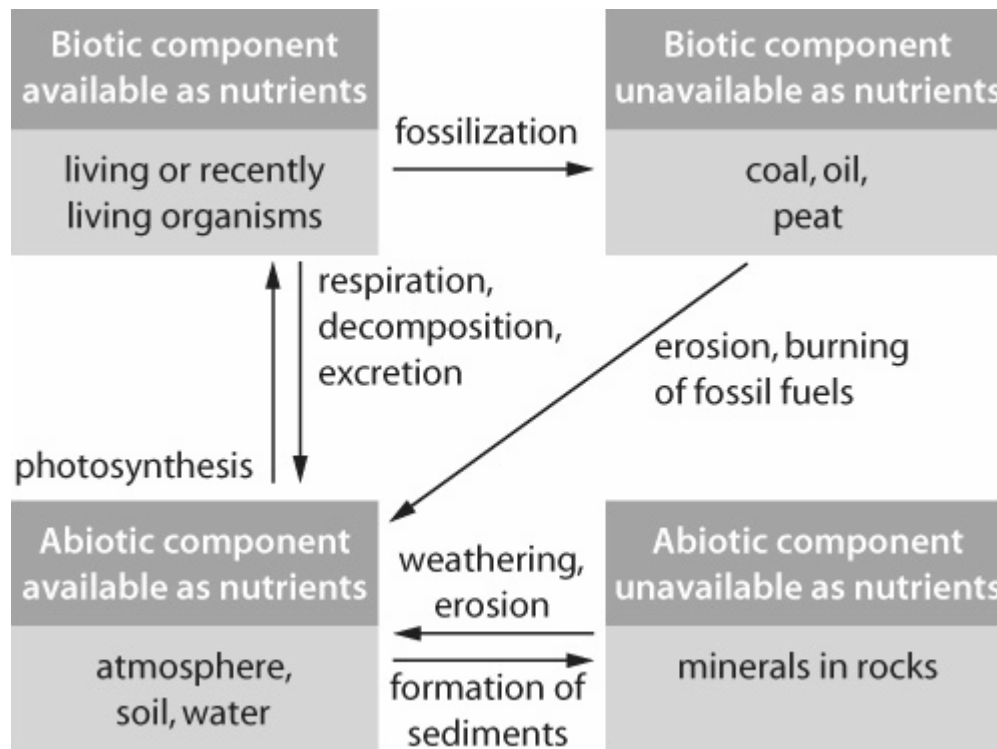 Biotic component
available as nutrients
living or recently
living organisms
fossilization
Biotic component
unavailable as nutrients
coal, oil,
peat
respiration,
decomposition,
excretion
photosynthesis
erosion, burning
of fossil fuels
Abiotic component
available as nutrients
atmosphere,
soil, water
weathering,
erosion
formation of
sediments
Abiotic component
unavailable as nutrients
minerals in rocks